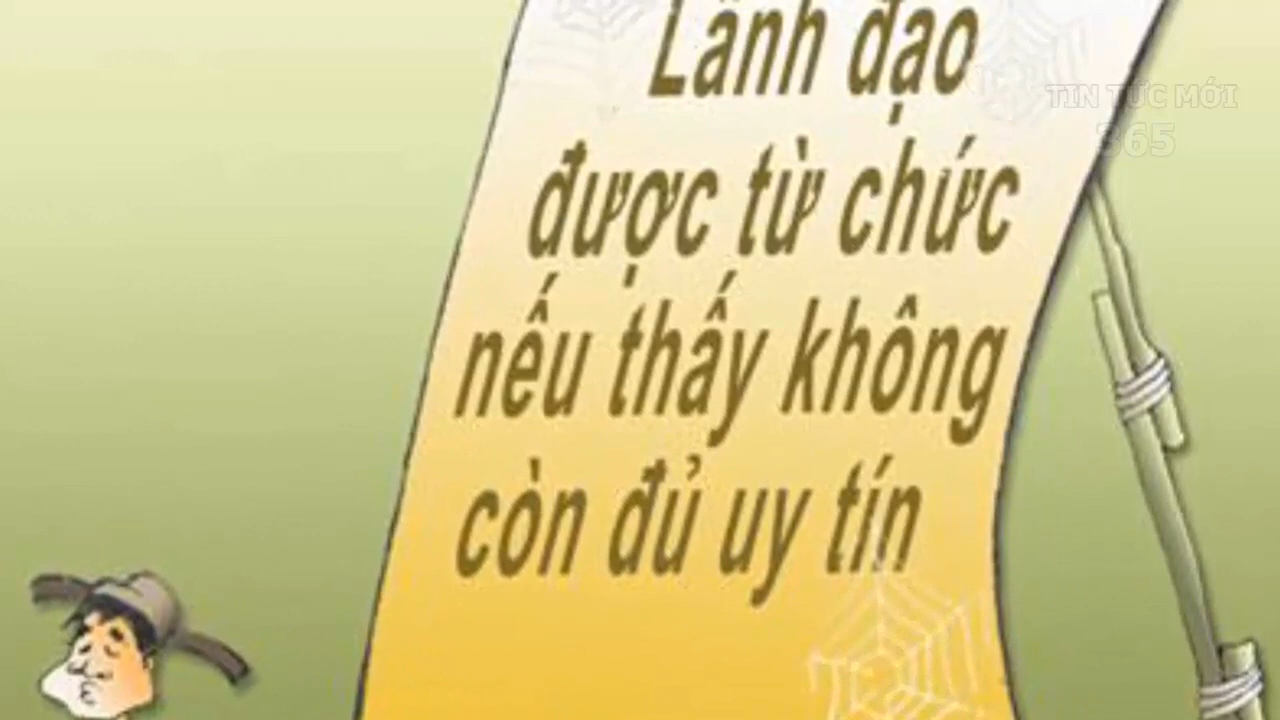 Lãnh đạo
được từ chức
nếu thấy không
còn đủ uy tín
TIN TỨC MỚI
365